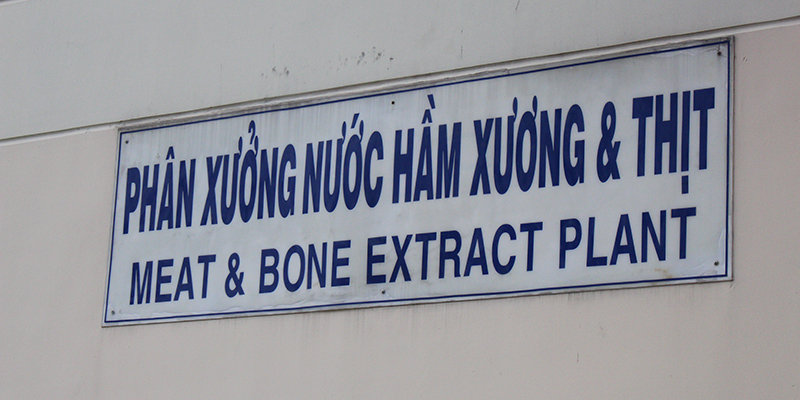 PHÂN XƯỞNG NƯỚC HẦM XƯƠNG & THỊT
MEAT & BONE EXTRACT PLANT